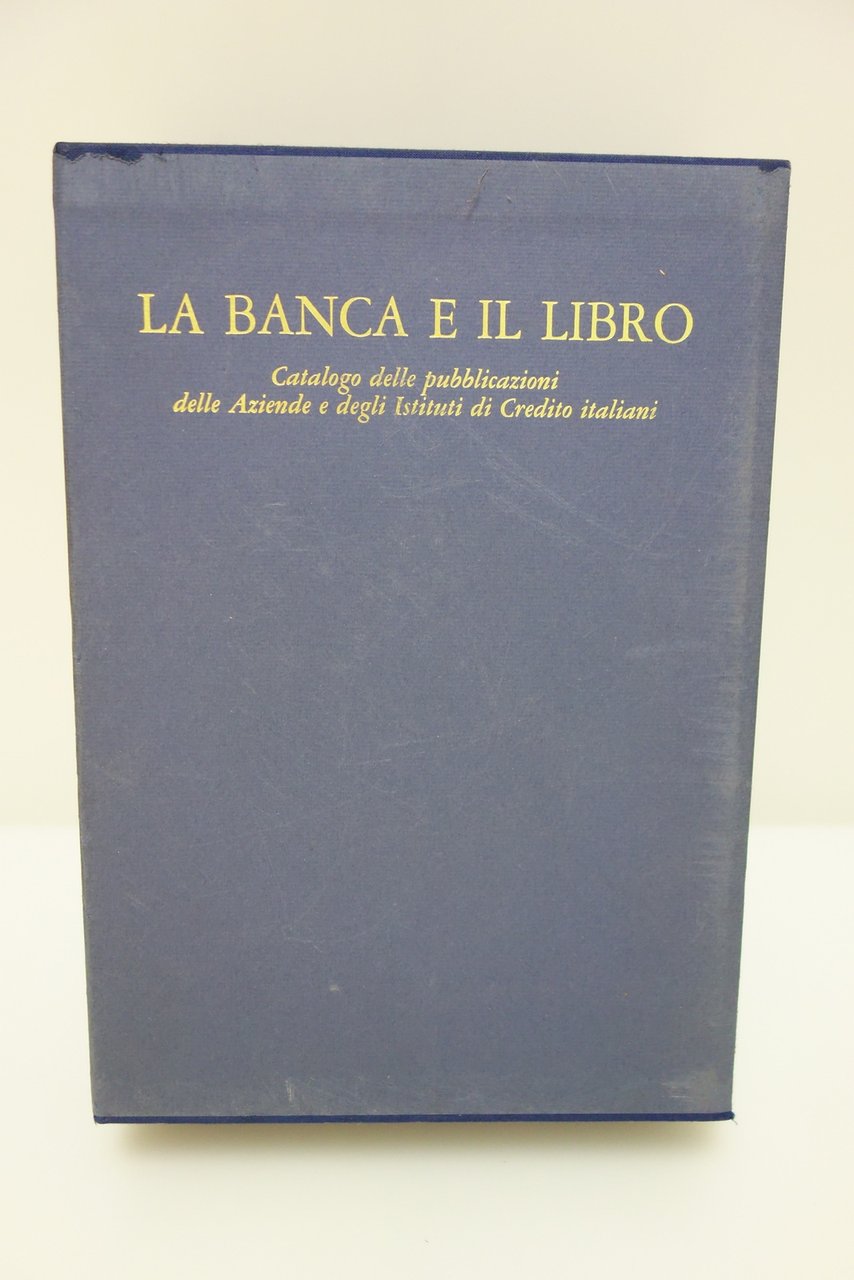 LA BANCA E IL LIBRO
Catalogo delle pubblicazioni
delle Aziende e degli Istituti di Credito italiani